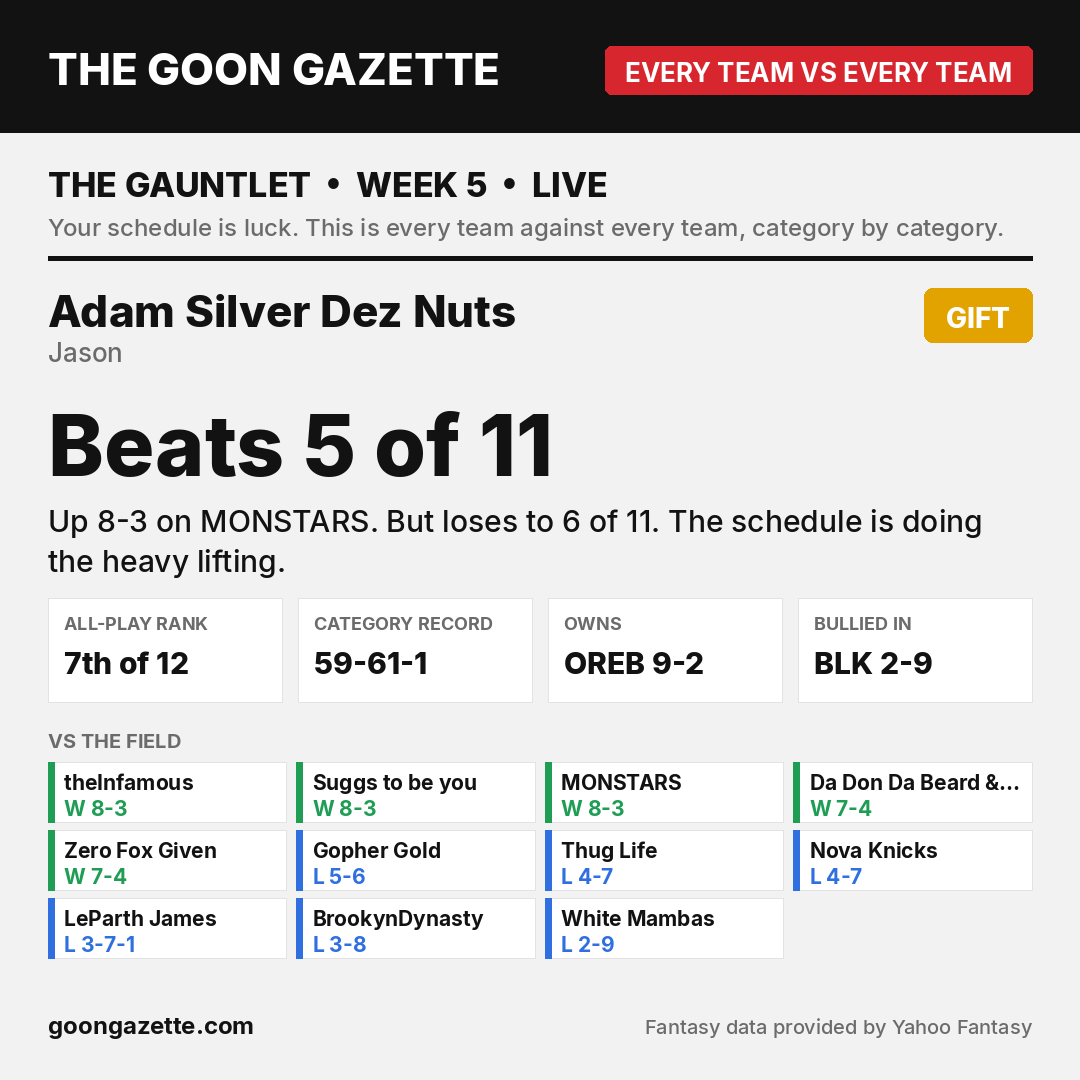 THE GOON GAZETTE
EVERY TEAM VS EVERY TEAM
THE GAUNTLET • WEEK 5 • LIVE
Your schedule is luck. This is every team against every team, category by category.
Adam Silver Dez Nuts
GIFT
Jason
Beats 5 of 11
Up 8-3 on MONSTARS. But loses to 6 of 11. The schedule is doing
the heavy lifting.
ALL-PLAY RANK
7th of 12
CATEGORY RECORD
59-61-1
OWNS
OREB 9-2
BULLIED IN
BLK 2-9
VS THE FIELD
theInfamous
W 8-3
Suggs to be you
W 8-3
MONSTARS
W 8-3
Da Don Da Beard &...
W 7-4
Zero Fox Given
W 7-4
Gopher Gold
L 5-6
Thug Life
L 4-7
Nova Knicks
L 4-7
LeParth James
L 3-7-1
BrookynDynasty
L 3-8
White Mambas
L 2-9
goongazette.com
Fantasy data provided by Yahoo Fantasy